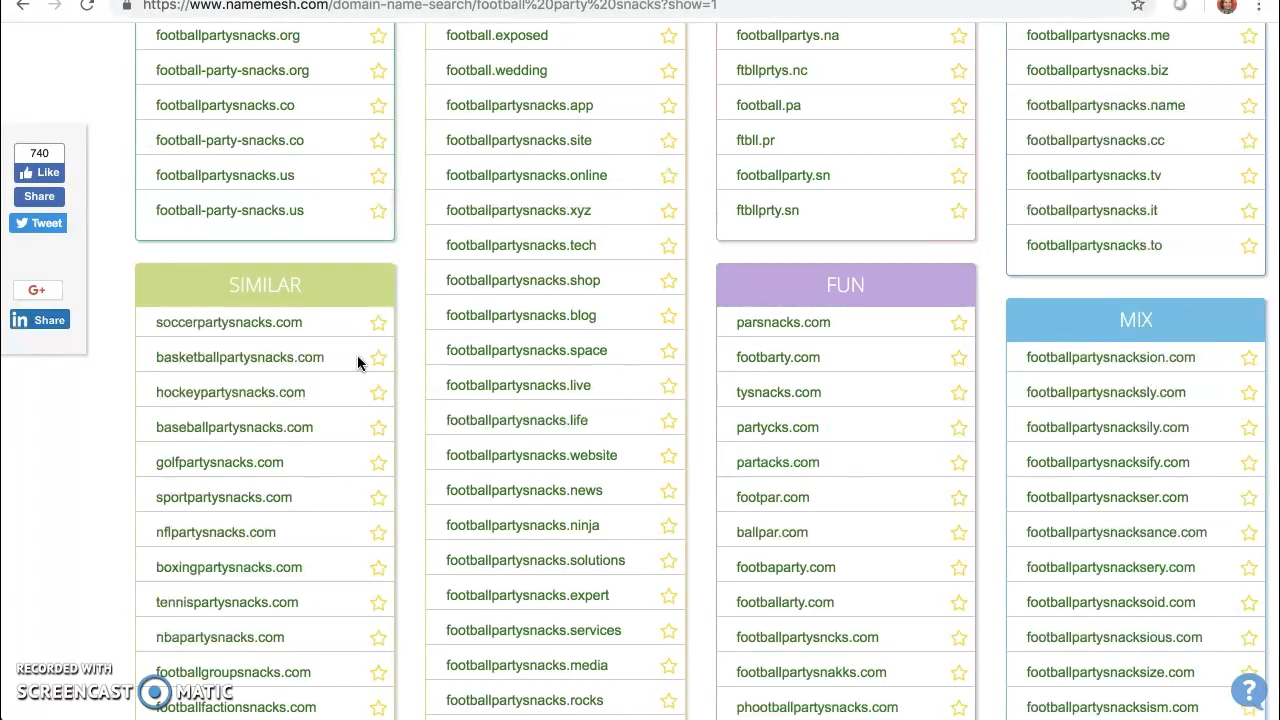 https://www.namemesh.com/domain-name-search/football%20party%20snacks?show=1
740
Like
Share
Tweet
G+
in Share
footballpartysnacks.org
football-party-snacks.org
footballpartysnacks.co
football-party-snacks.co
footballpartysnacks.us
football-party-snacks.us
SIMILAR
soccerpartysnacks.com
basketballpartysnacks.com
hockeypartysnacks.com
baseballpartysnacks.com
golfpartysnacks.com
sportpartysnacks.com
nflpartysnacks.com
boxingpartysnacks.com
tennispartysnacks.com
nbapartysnacks.com
footballgroupsnacks.com
footballfactionsnacks.com
football.exposed
football.wedding
footballpartysnacks.app
footballpartysnacks.site
footballpartysnacks.online
footballpartysnacks.xyz
footballpartysnacks.tech
footballpartysnacks.shop
footballpartysnacks.blog
footballpartysnacks.space
footballpartysnacks.live
footballpartysnacks.life
footballpartysnacks.website
footballpartysnacks.news
footballpartysnacks.ninja
footballpartysnacks.solutions
footballpartysnacks.expert
footballpartysnacks.services
footballpartysnacks.media
footballpartysnacks.rocks
footballpartys.na
ftbllprtys.nc
football.pa
ftbll.pr
footballparty.sn
ftbllprty.sn
FUN
parsnacks.com
footbarty.com
tysnacks.com
partycks.com
partacks.com
footpar.com
ballpar.com
footbaparty.com
footballarty.com
footballpartysncks.com
footballpartysnakks.com
phootballpartysnacks.com
footballpartysnacks.me
footballpartysnacks.biz
footballpartysnacks.name
footballpartysnacks.cc
footballpartysnacks.tv
footballpartysnacks.it
footballpartysnacks.to
MIX
footballpartysnacksion.com
footballpartysnacksly.com
footballpartysnacksily.com
footballpartysnacksify.com
footballpartysnackser.com
footballpartysnacksance.com
footballpartysnacksery.com
footballpartysnacksoid.com
footballpartysnacksious.com
footballpartysnacksize.com
footballpartysnacksism.com
?
RECORDED WITH
SCREENCAST MATIC